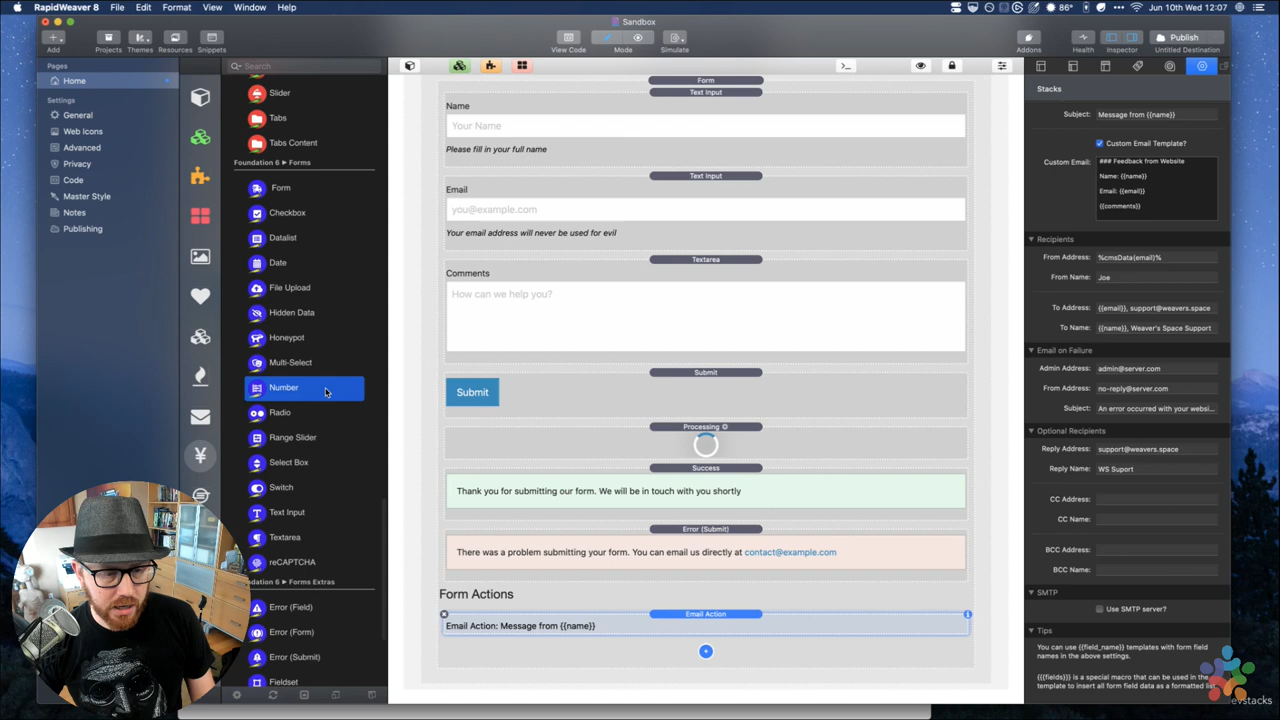 RapidWeaver 8 File Edit Format View Window Help
86° Jun 10th Wed 12:07
Sandbox
Add Projects Themes Resources Snippets View Code Mode Simulate Addons Health Inspector Publish
Untitled Destination
Pages
Home
Settings
General
Web Icons
Advanced
Privacy
Code
Master Style
Notes
Publishing
Search
Slider
Tabs
Tabs Content
Foundation 6 ▸ Forms
Form
Checkbox
Datalist
Date
File Upload
Hidden Data
Honeypot
Multi-Select
Number
Radio
Range Slider
Select Box
Switch
Text Input
Textarea
reCAPTCHA
ndation 6 ▸ Forms Extras
Error (Field)
Error (Form)
Error (Submit)
Fieldset
Form
Text Input
Name
Your Name
Please fill in your full name
Text Input
Email
you@example.com
Your email address will never be used for evil
Textarea
Comments
How can we help you?
Submit
Submit
Processing
Success
Thank you for submitting our form. We will be in touch with you shortly
Error (Submit)
There was a problem submitting your form. You can email us directly at contact@example.com
Form Actions
Email Action
Email Action: Message from {{name}}
Stacks
Subject: Message from {{name}}
Custom Email Template?
Custom Email: ### Feedback from Website
Name: {{name}}
Email: {{email}}
{{comments}}
Recipients
From Address: %cmsData(email)%
From Name: Joe
To Address: {{email}}, support@weavers.space
To Name: {{name}}, Weaver's Space Support
Email on Failure
Admin Address: admin@server.com
From Address: no-reply@server.com
Subject: An error occurred with your websi...
Optional Recipients
Reply Address: support@weavers.space
Reply Name: WS Suport
CC Address:
CC Name:
BCC Address:
BCC Name:
SMTP
Use SMTP server?
Tips
You can use {{field_name}} templates with form field
names in the above settings.
{{{fields}}} is a special macro that can be used in the
template to insert all form field data as a formatted list
evstacks